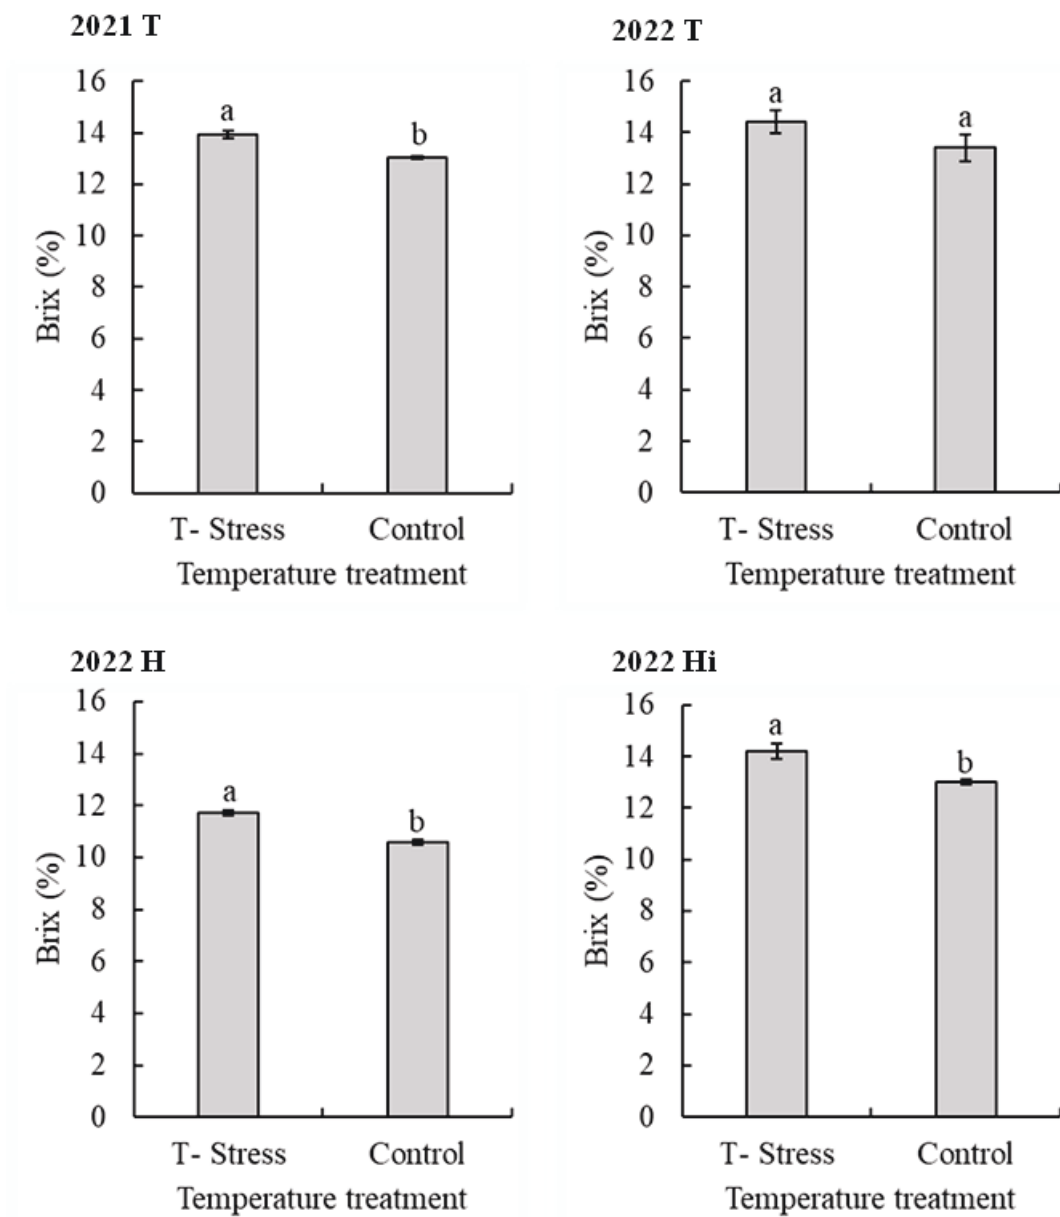 2021 T
16
14
12
10
8
6
4
2
0
Brix (%)
a
b
T- Stress Control
Temperature treatment
2022 T
16
14
12
10
8
6
4
2
0
Brix (%)
a
a
T- Stress Control
Temperature treatment
2022 H
16
14
12
10
8
6
4
2
0
Brix (%)
a
b
T- Stress Control
Temperature treatment
2022 Hi
16
14
12
10
8
6
4
2
0
Brix (%)
a
b
T- Stress Control
Temperature treatment